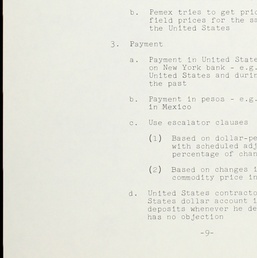 b. Pemex tries to get pric
field prices for the sa
the United States
3. Payment
a. Payment in United State
on New York bank - e.g.
United States and durin
the past
b. Payment in pesos - e.g.
in Mexico
c. Use escalator clauses
(1) Based on dollar-pe
with scheduled adj
percentage of chan
(2) Based on changes i
commodity price in
d. United States contracto
States dollar account i
deposits whenever he de
has no objection
-9-